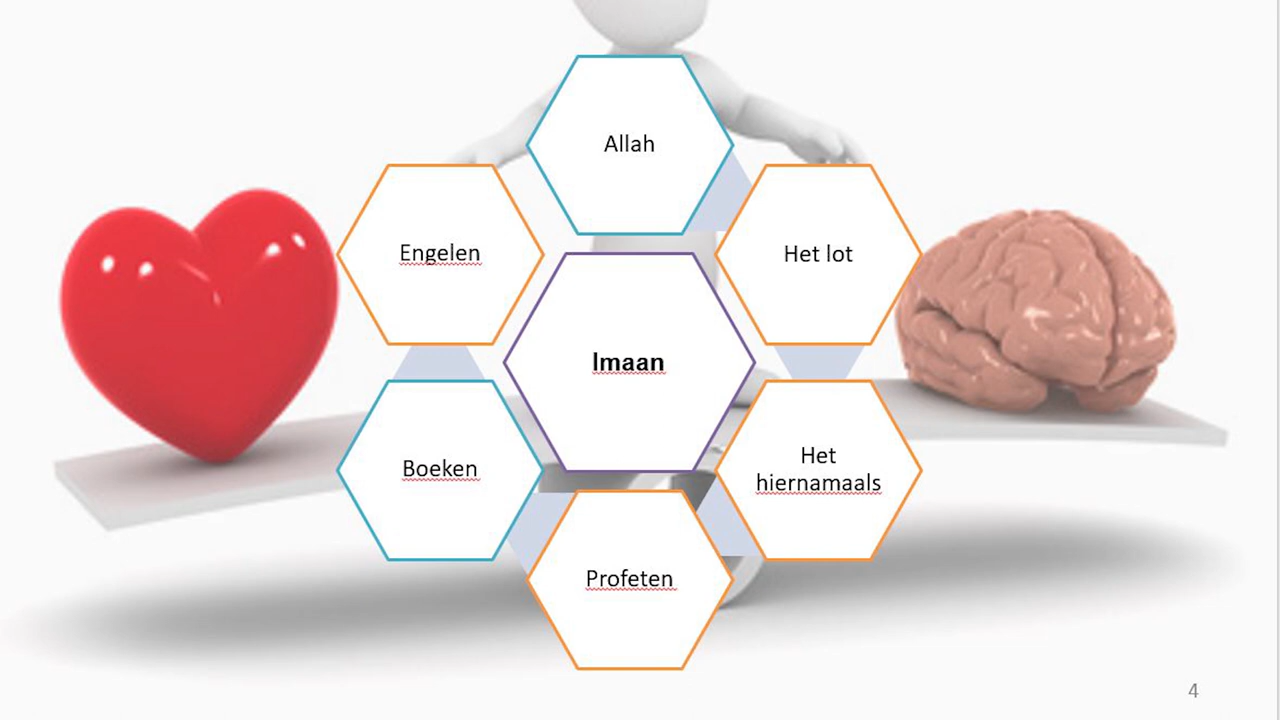 Allah
Engelen
Het lot
Imaan
Boeken
Het
hiernamaals
Profeten
4